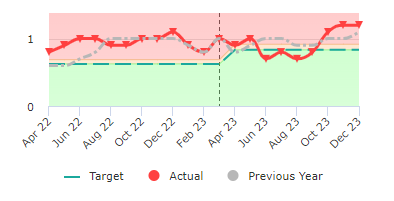 1
0
Apr 22
Jun 22
Aug 22
Oct 22
Dec 22
Feb 23
Apr 23
Jun 23
Aug 23
Oct 23
Dec 23
Target Actual Previous Year